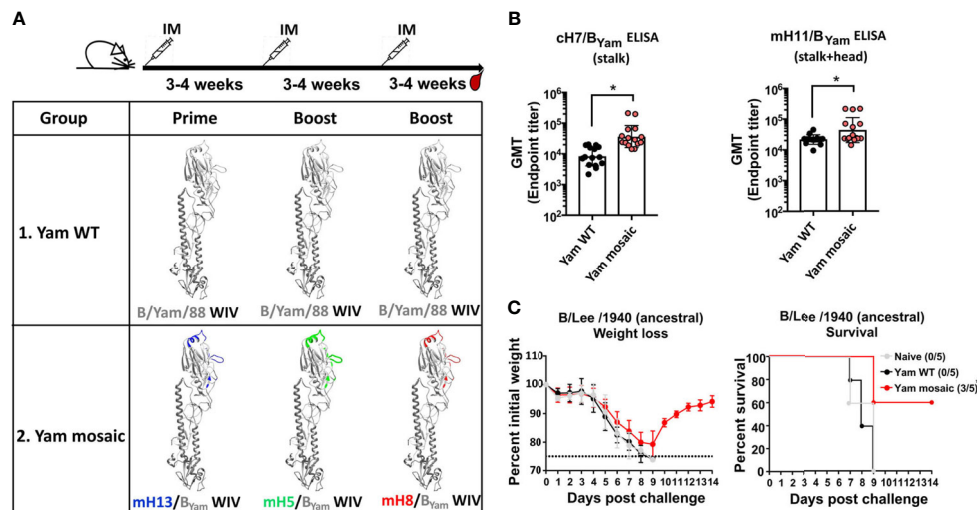 A
IM IM IM
3-4 weeks 3-4 weeks 3-4 weeks
Group Prime Boost Boost
1. Yam WT
B/Yam/88 WIV B/Yam/88 WIV B/Yam/88 WIV
2. Yam mosaic
mH13/BYam WIV mH5/BYam WIV mH8/BYam WIV
B
cH7/BYam ELISA
(stalk)
*
GMT
(Endpoint titer)
10^6
10^5
10^4
10^3
10^2
Yam WT
Yam mosaic
mH11/BYam ELISA
(stalk+head)
*
GMT
(Endpoint titer)
10^6
10^5
10^4
10^3
10^2
Yam WT
Yam mosaic
C
B/Lee /1940 (ancestral)
Weight loss
Percent initial weight
110
100
90
80
70
0 1 2 3 4 5 6 7 8 9 10 11 12 13 14
Days post challenge
B/Lee /1940 (ancestral)
Survival
Naive (0/5)
Yam WT (0/5)
Yam mosaic (3/5)
Percent survival
100
80
60
40
20
0
0 1 2 3 4 5 6 7 8 9 10 11 12 13 14
Days post challenge